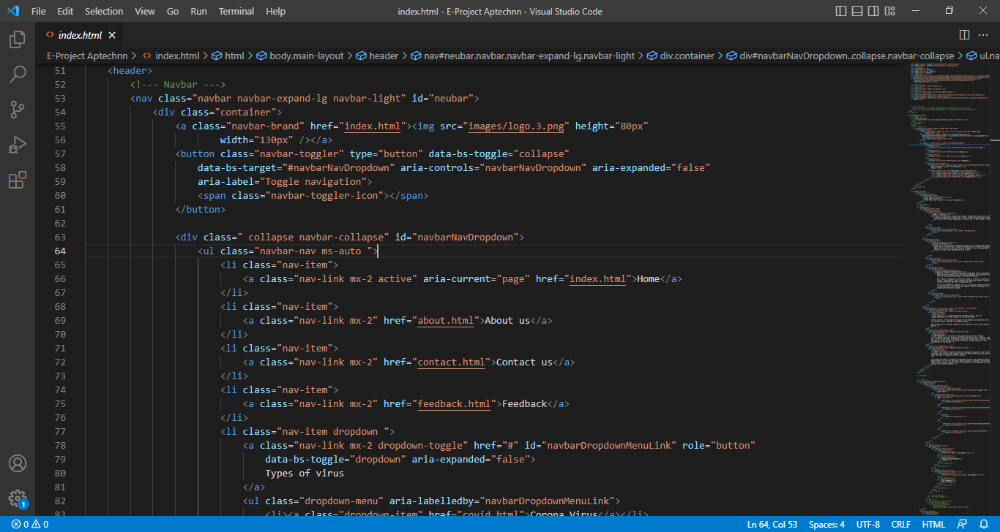 File Edit Selection View Go Run Terminal Help index.html - E-Project Aptechnn - Visual Studio Code
<> index.html
E-Project Aptechnn > <> index.html > html > body.main-layout > header > nav#neubar.navbar.navbar-expand-lg.navbar-light > div.container > div#navbarNavDropdown..collapse.navbar-collapse > ul.na
51 <header>
52 <!--- Navbar --->
53 <nav class="navbar navbar-expand-lg navbar-light" id="neubar">
54 <div class="container">
55 <a class="navbar-brand" href="index.html"><img src="images/logo.3.png" height="80px"
56 width="130px" /></a>
57 <button class="navbar-toggler" type="button" data-bs-toggle="collapse"
58 data-bs-target="#navbarNavDropdown" aria-controls="navbarNavDropdown" aria-expanded="false"
59 aria-label="Toggle navigation">
60 <span class="navbar-toggler-icon"></span>
61 </button>
62
63 <div class=" collapse navbar-collapse" id="navbarNavDropdown">
64 <ul class="navbar-nav ms-auto ">
65 <li class="nav-item">
66 <a class="nav-link mx-2 active" aria-current="page" href="index.html">Home</a>
67 </li>
68 <li class="nav-item">
69 <a class="nav-link mx-2" href="about.html">About us</a>
70 </li>
71 <li class="nav-item">
72 <a class="nav-link mx-2" href="contact.html">Contact us</a>
73 </li>
74 <li class="nav-item">
75 <a class="nav-link mx-2" href="feedback.html">Feedback</a>
76 </li>
77 <li class="nav-item dropdown ">
78 <a class="nav-link mx-2 dropdown-toggle" href="#" id="navbarDropdownMenuLink" role="button"
79 data-bs-toggle="dropdown" aria-expanded="false">
80 Types of virus
81 </a>
82 <ul class="dropdown-menu" aria-labelledby="navbarDropdownMenuLink">
83 <li><a class="dropdown-item" href="covid.html">Corona Virus</a></li>
1
0 0 Ln 64, Col 53 Spaces: 4 UTF-8 CRLF HTML